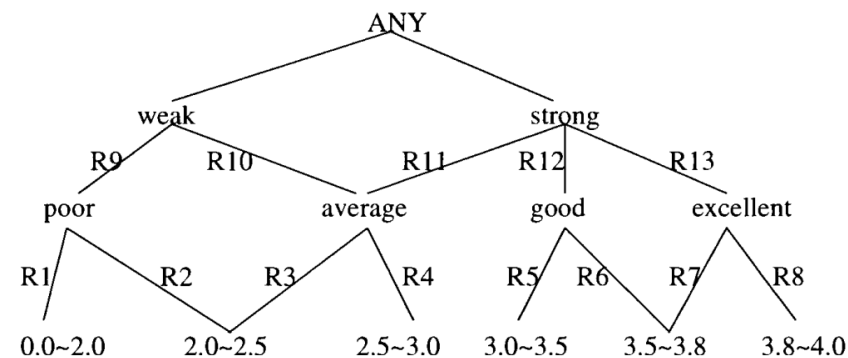 ANY
weak strong
R9 R10 R11 R12 R13
poor average good excellent
R1 R2 R3 R4 R5 R6 R7 R8
0.0~2.0 2.0~2.5 2.5~3.0 3.0~3.5 3.5~3.8 3.8~4.0